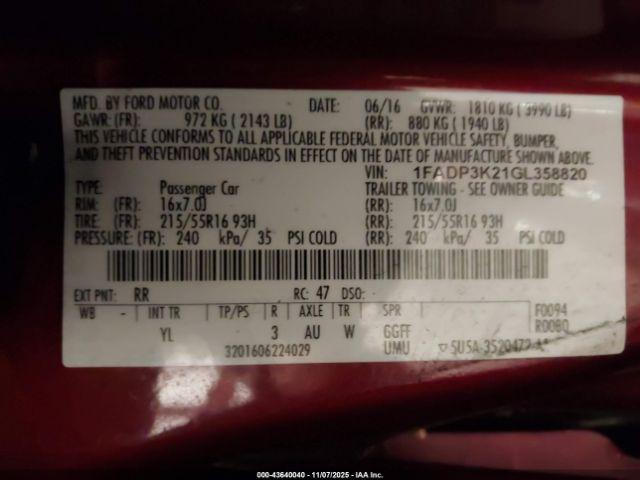 MFD. BY FORD MOTOR CO. DATE: 06/16 GVWR: 1810 KG ( 3990 LB)
GAWR: (FR): 972 KG ( 2143 LB) (RR): 880 KG ( 1940 LB)
THIS VEHICLE CONFORMS TO ALL APPLICABLE FEDERAL MOTOR VEHICLE SAFETY, BUMPER,
AND THEFT PREVENTION STANDARDS IN EFFECT ON THE DATE OF MANUFACTURE SHOWN ABOVE.
VIN: 1FADP3K21GL358820
TYPE: Passenger Car TRAILER TOWING - SEE OWNER GUIDE
RIM: (FR): 16x7.0J (RR): 16x7.0J
TIRE: (FR): 215/55R16 93H (RR): 215/55R16 93H
PRESSURE: (FR): 240 kPa/ 35 PSI COLD (RR): 240 kPa/ 35 PSI COLD
EXT PNT: RR RC: 47 DSO:
WB - INT TR TP/PS R AXLE TR SPR F0094
YL 3 AU W GGFF R0080
3201606224029 UMU ▽ SU5A-3520472-A
000-43640040 - 11/07/2025 - IAA Inc.